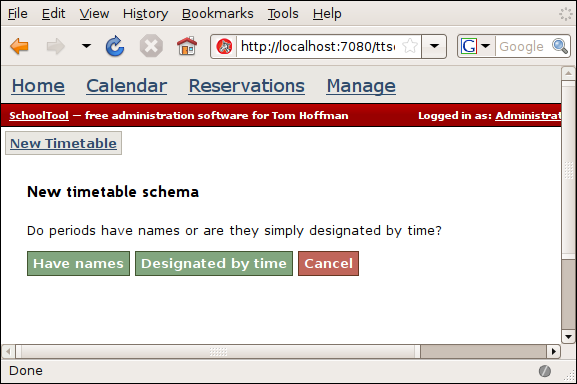 File Edit View History Bookmarks Tools Help
http://localhost:7080/tts Google
Home Calendar Reservations Manage
SchoolTool — free administration software for Tom Hoffman Logged in as: Administrat
New Timetable
New timetable schema
Do periods have names or are they simply designated by time?
Have names Designated by time Cancel
Done